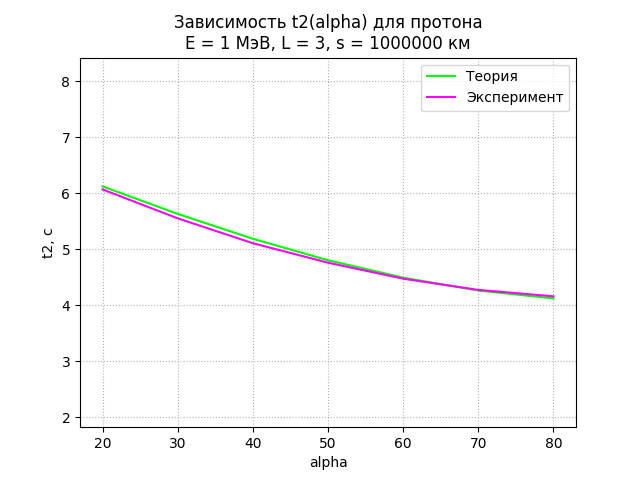 Зависимость t2(alpha) для протона
E = 1 МэВ, L = 3, s = 1000000 км
Теория
Эксперимент
t2, с
8
7
6
5
4
3
2
20 30 40 50 60 70 80
alpha